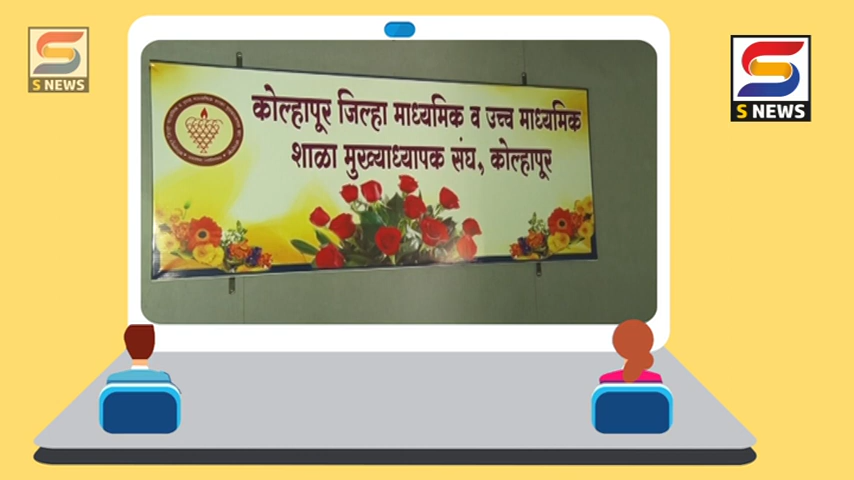 S NEWS
S NEWS
कोल्हापूर जिल्हा माध्यमिक व उच्च माध्यमिक
शाळा मुख्याध्यापक संघ, कोल्हापूर